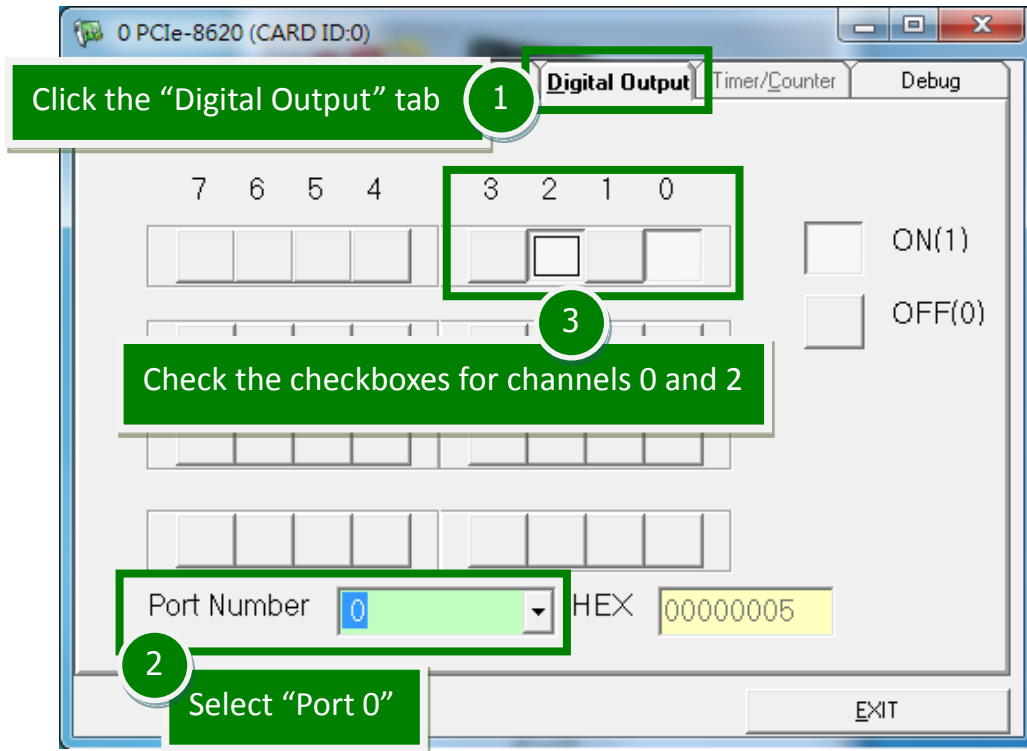 0 PCIe-8620 (CARD ID:0)
Click the “Digital Output” tab
1
Digital Output
Timer/Counter
Debug
7 6 5 4 3 2 1 0
ON(1)
OFF(0)
3
Check the checkboxes for channels 0 and 2
Port Number 0 HEX 00000005
2
Select “Port 0”
EXIT